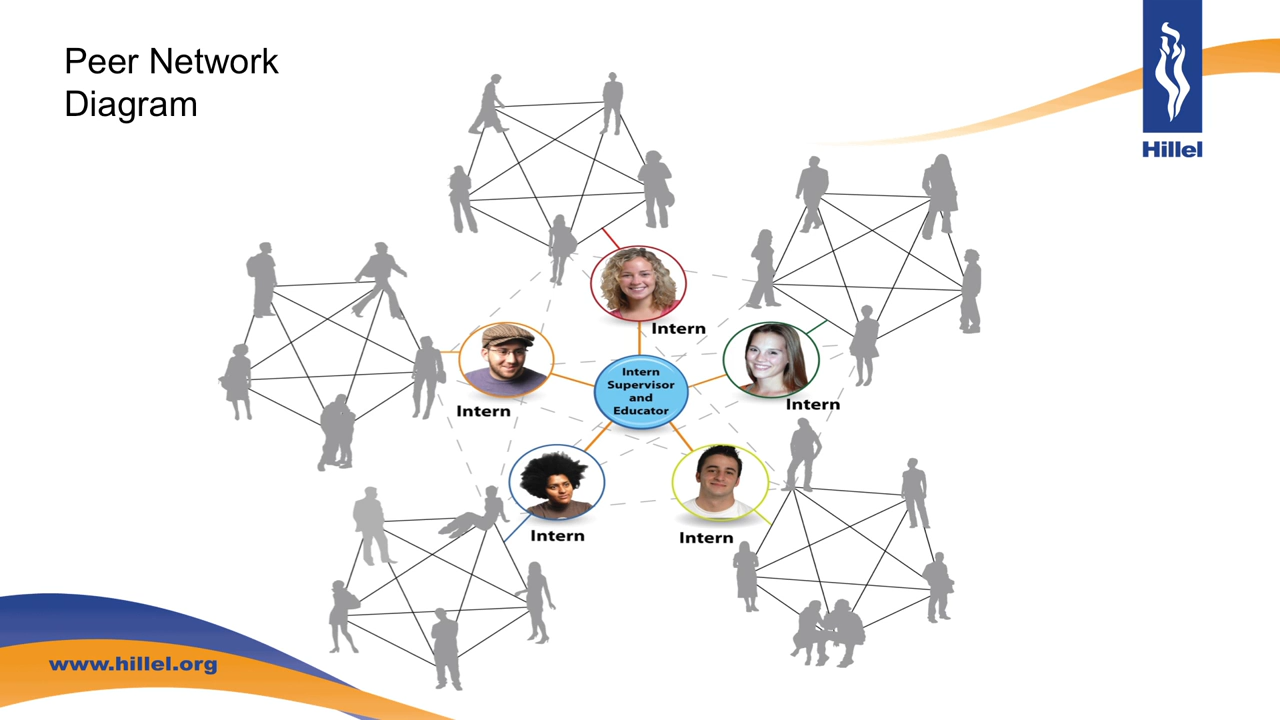 Peer Network
Diagram
Hillel
Intern
Intern
Supervisor
and
Educator
Intern
Intern
Intern
Intern
www.hillel.org